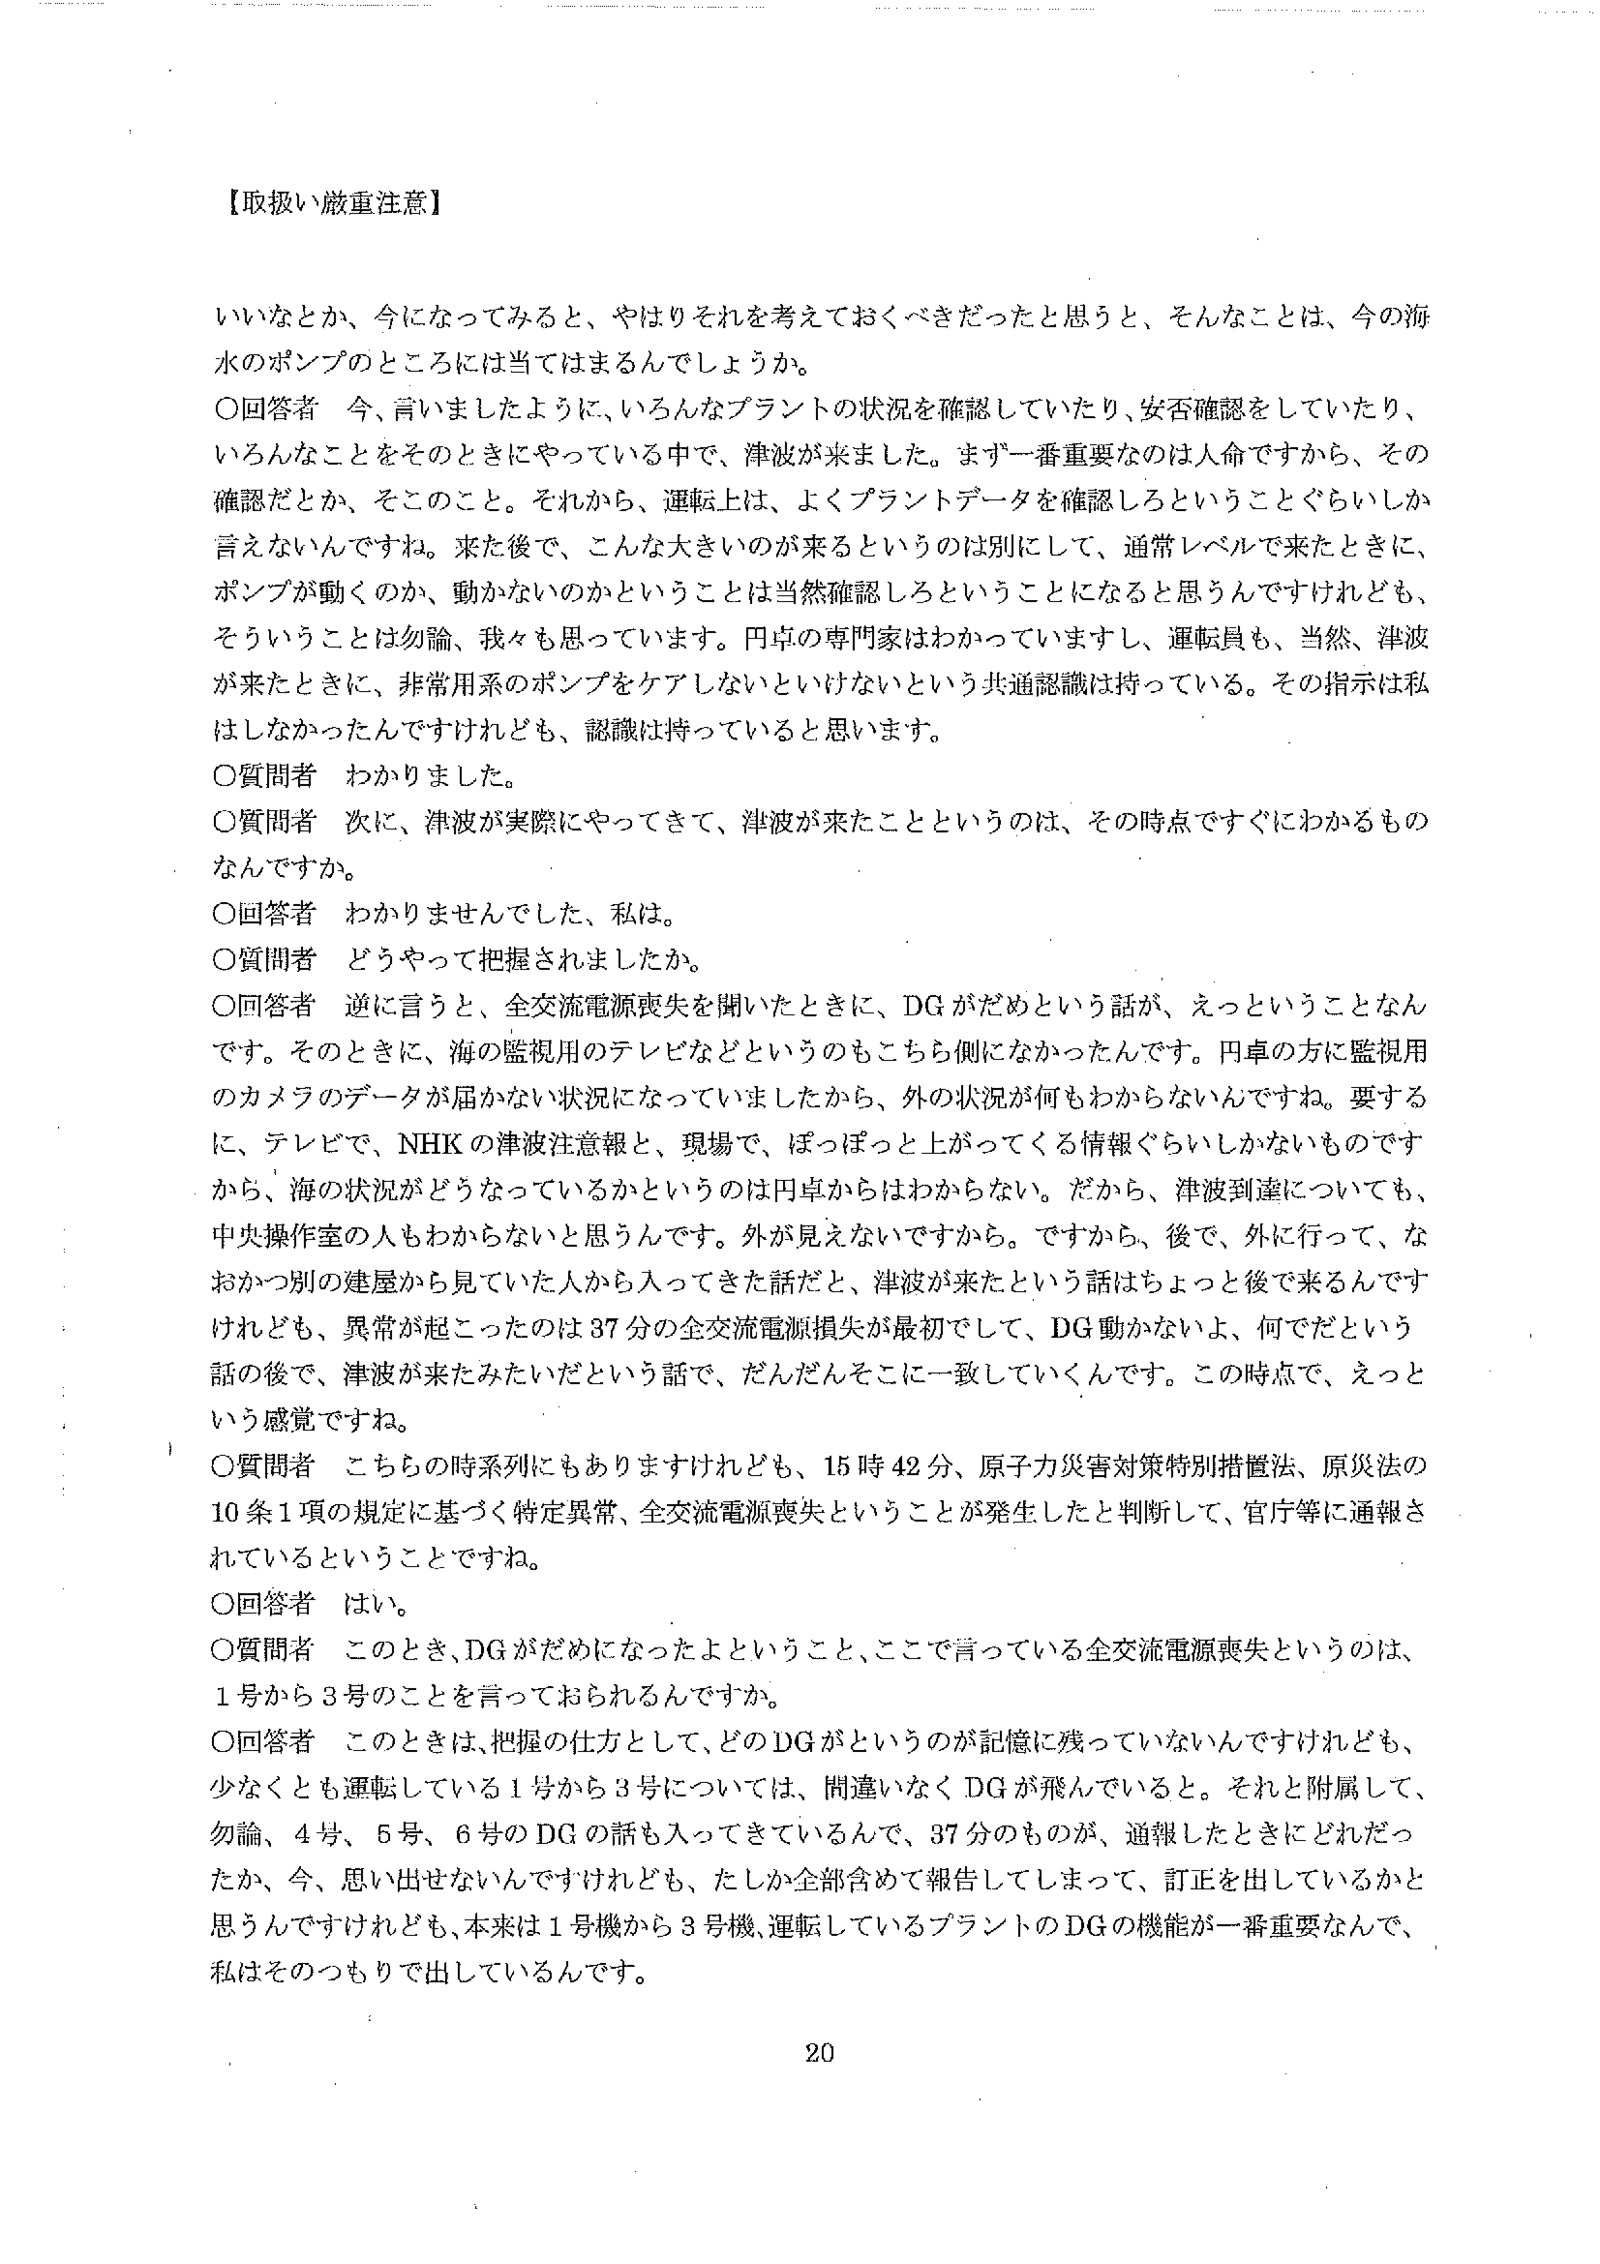 【取扱い厳重注意】
いいなとか、今になってみると、やはりそれを考えておくべきだったと思うと、そんなことは、今の海
水のポンプのところには当てはまるんでしょうか。
○回答者　今、言いましたように、いろんなプラントの状況を確認していたり、安否確認をしていたり、
いろんなことをそのときにやっている中で、津波が来ました。まず一番重要なのは人命ですから、その
確認だとか、そこのこと。それから、運転上は、よくプラントデータを確認しろということぐらいしか
言えないんですね。来た後で、こんな大きいのが来るというのは別にして、通常レベルで来たときに、
ポンプが動くのか、動かないのかということは当然確認しろということになると思うんですけれども、
そういうことは勿論、我々も思っています。円卓の専門家はわかっていますし、運転員も、当然、津波
が来たときに、非常用系のポンプをケアしないといけないという共通認識は持っている。その指示は私
はしなかったんですけれども、認識は持っていると思います。
○質問者　わかりました。
○質問者　次に、津波が実際にやってきて、津波が来たことというのは、その時点ですぐにわかるもの
なんですか。
○回答者　わかりませんでした、私は。
○質問者　どうやって把握されましたか。
○回答者　逆に言うと、全交流電源喪失を聞いたときに、DG がだめという話が、えっということなん
です。そのときに、海の監視用のテレビなどというのもこちら側になかったんです。円卓の方に監視用
のカメラのデータが届かない状況になっていましたから、外の状況が何もわからないんですね。要する
に、テレビで、NHK の津波注意報と、現場で、ぽっぽっと上がってくる情報ぐらいしかないものです
から、海の状況がどうなっているかというのは円卓からはわからない。だから、津波到達についても、
中央操作室の人もわからないと思うんです。外が見えないですから。ですから、後で、外に行って、な
おかつ別の建屋から見ていた人から入ってきた話だと、津波が来たという話はちょっと後で来るんです
けれども、異常が起こったのは 37 分の全交流電源損失が最初でして、DG 動かないよ、何でだという
話の後で、津波が来たみたいだという話で、だんだんそこに一致していくんです。この時点で、えっと
いう感覚ですね。
○質問者　こちらの時系列にもありますけれども、15 時 42 分、原子力災害対策特別措置法、原災法の
10 条 1 項の規定に基づく特定異常、全交流電源喪失ということが発生したと判断して、官庁等に通報さ
れているということですね。
○回答者　はい。
○質問者　このとき、DG がだめになったよということ、ここで言っている全交流電源喪失というのは、
1 号から 3 号のことを言っておられるんですか。
○回答者　このときは、把握の仕方として、どの DG がというのが記憶に残っていないんですけれども、
少なくとも運転している 1 号から 3 号については、間違いなく DG が飛んでいると。それと附属して、
勿論、4 号、5 号、6 号の DG の話も入ってきているんで、37 分のものが、通報したときにどれだっ
たか、今、思い出せないんですけれども、たしか全部含めて報告してしまって、訂正を出しているかと
思うんですけれども、本来は 1 号機から 3 号機、運転しているプラントの DG の機能が一番重要なんで、
私はそのつもりで出しているんです。
20